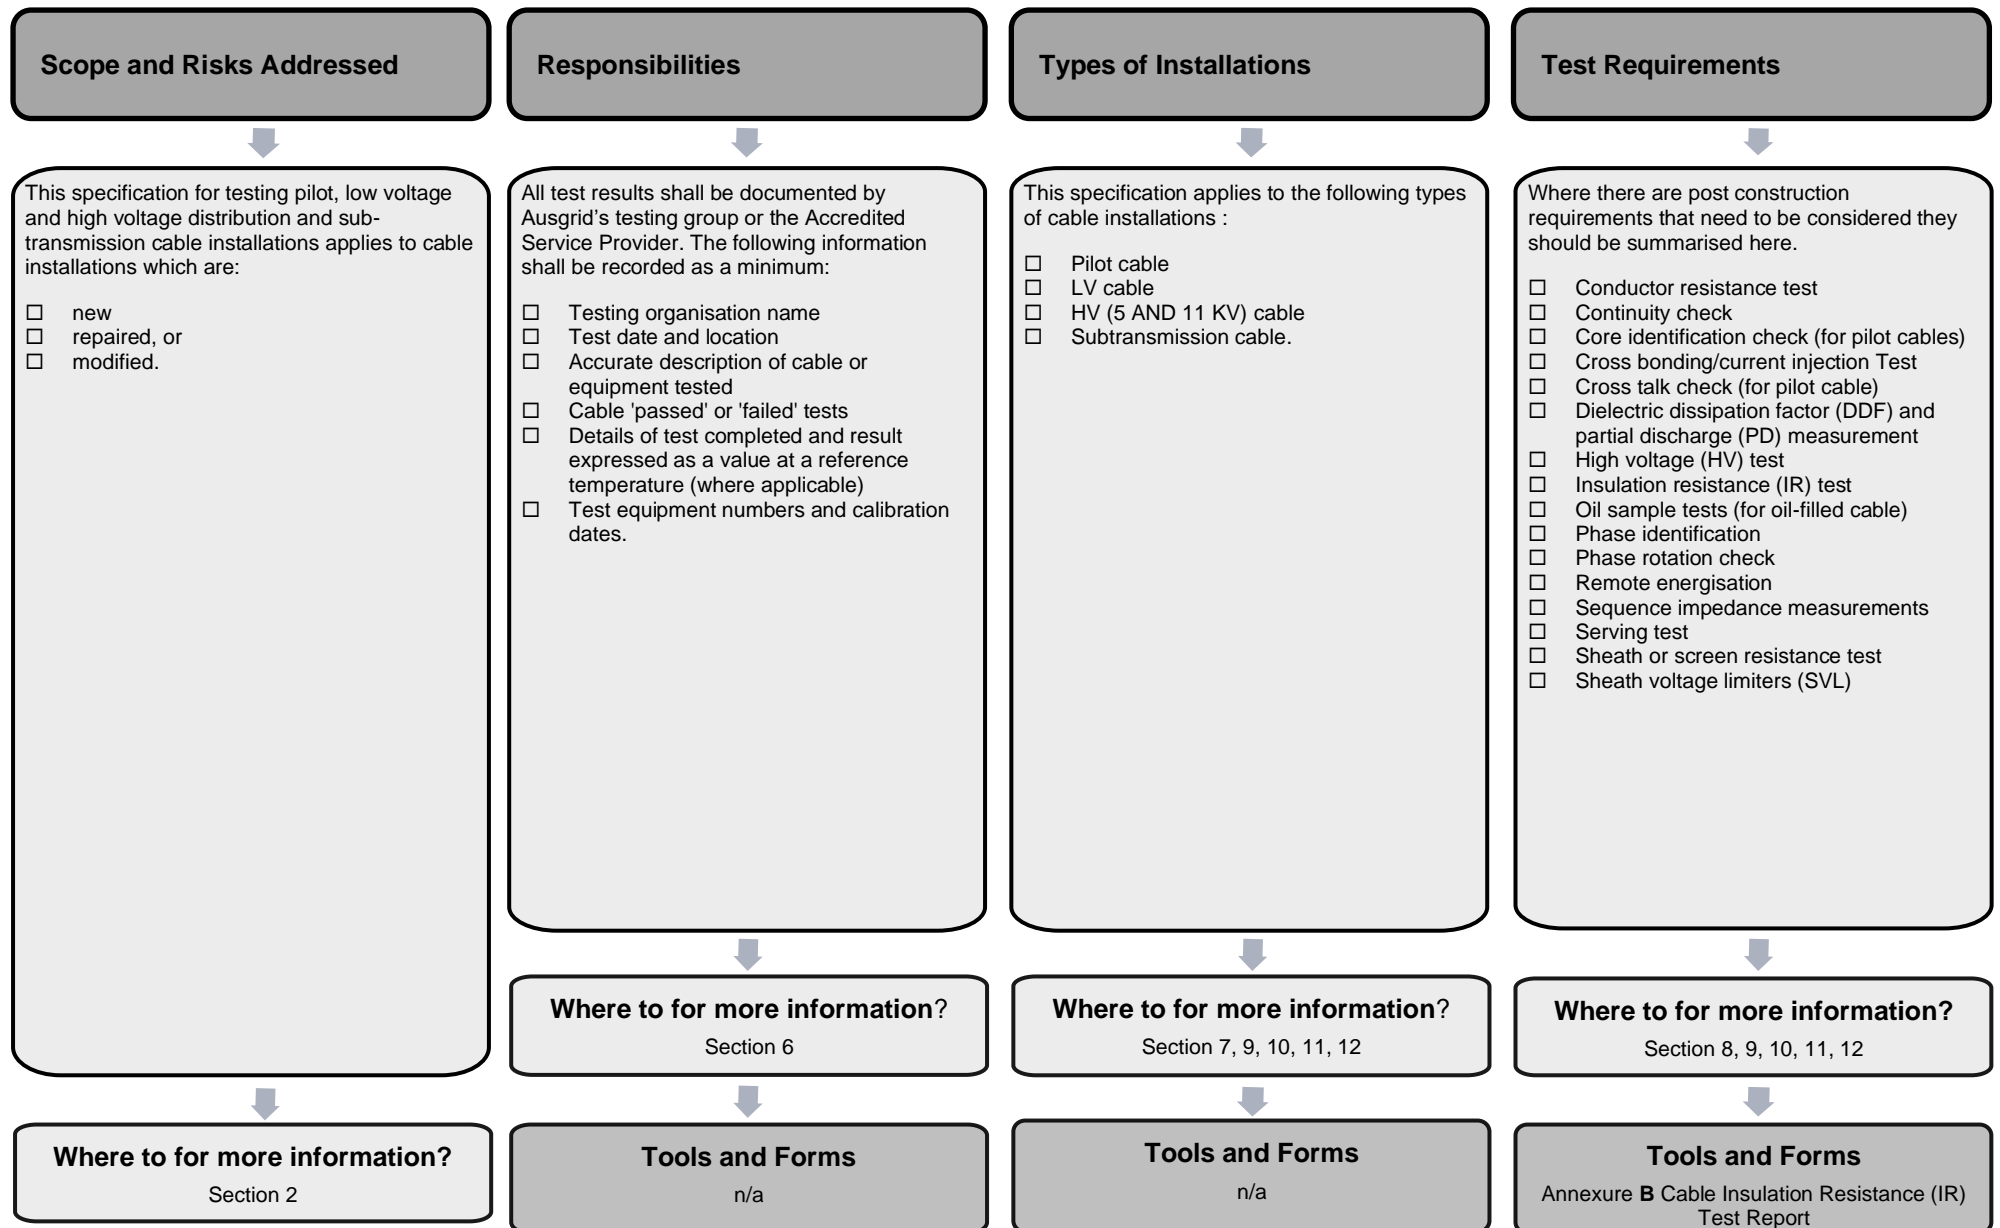 Scope and Risks Addressed
This specification for testing pilot, low voltage
and high voltage distribution and sub-
transmission cable installations applies to cable
installations which are:
☐ new
☐ repaired, or
☐ modified.
Where to for more information?
Section 2
Responsibilities
All test results shall be documented by
Ausgrid’s testing group or the Accredited
Service Provider. The following information
shall be recorded as a minimum:
☐ Testing organisation name
☐ Test date and location
☐ Accurate description of cable or
equipment tested
☐ Cable 'passed' or 'failed' tests
☐ Details of test completed and result
expressed as a value at a reference
temperature (where applicable)
☐ Test equipment numbers and calibration
dates.
Where to for more information?
Section 6
Tools and Forms
n/a
Types of Installations
This specification applies to the following types
of cable installations :
☐ Pilot cable
☐ LV cable
☐ HV (5 AND 11 KV) cable
☐ Subtransmission cable.
Where to for more information?
Section 7, 9, 10, 11, 12
Tools and Forms
n/a
Test Requirements
Where there are post construction
requirements that need to be considered they
should be summarised here.
☐ Conductor resistance test
☐ Continuity check
☐ Core identification check (for pilot cables)
☐ Cross bonding/current injection Test
☐ Cross talk check (for pilot cable)
☐ Dielectric dissipation factor (DDF) and
partial discharge (PD) measurement
☐ High voltage (HV) test
☐ Insulation resistance (IR) test
☐ Oil sample tests (for oil-filled cable)
☐ Phase identification
☐ Phase rotation check
☐ Remote energisation
☐ Sequence impedance measurements
☐ Serving test
☐ Sheath or screen resistance test
☐ Sheath voltage limiters (SVL)
Where to for more information?
Section 8, 9, 10, 11, 12
Tools and Forms
Annexure B Cable Insulation Resistance (IR)
Test Report